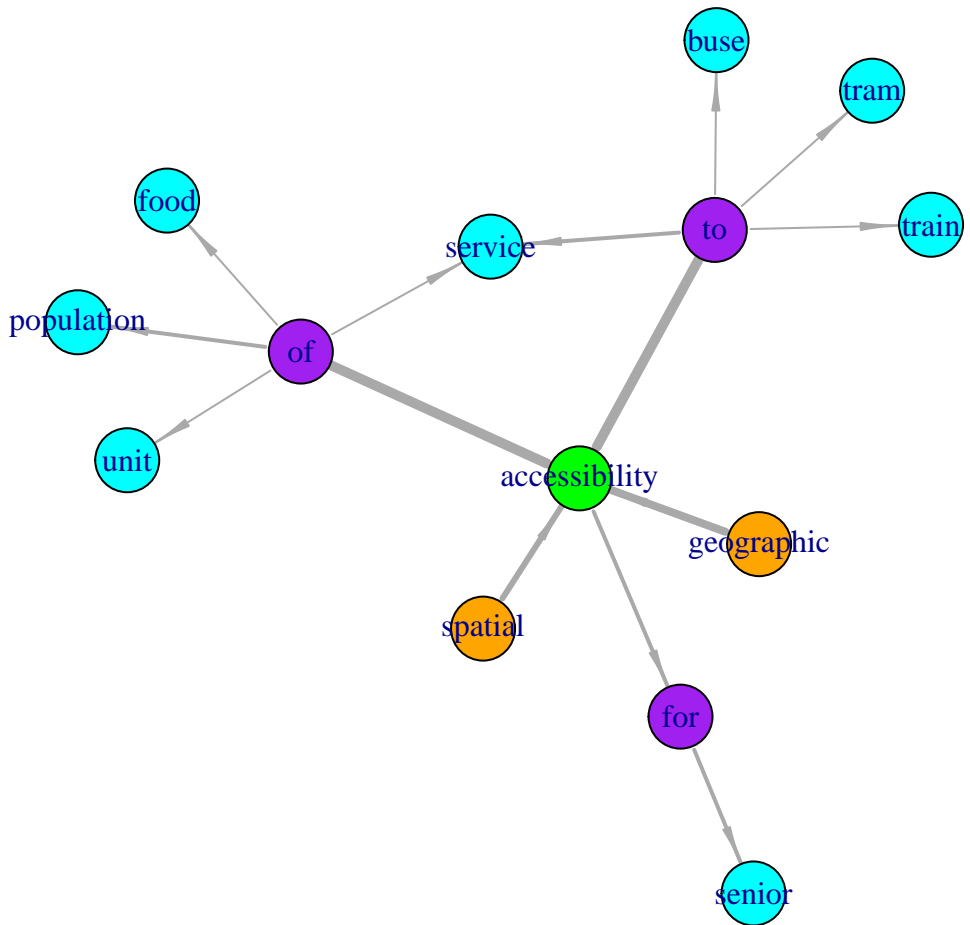 buse
tram
food
to
train
service
population
of
unit
accessibility
geographic
spatial
for
senior